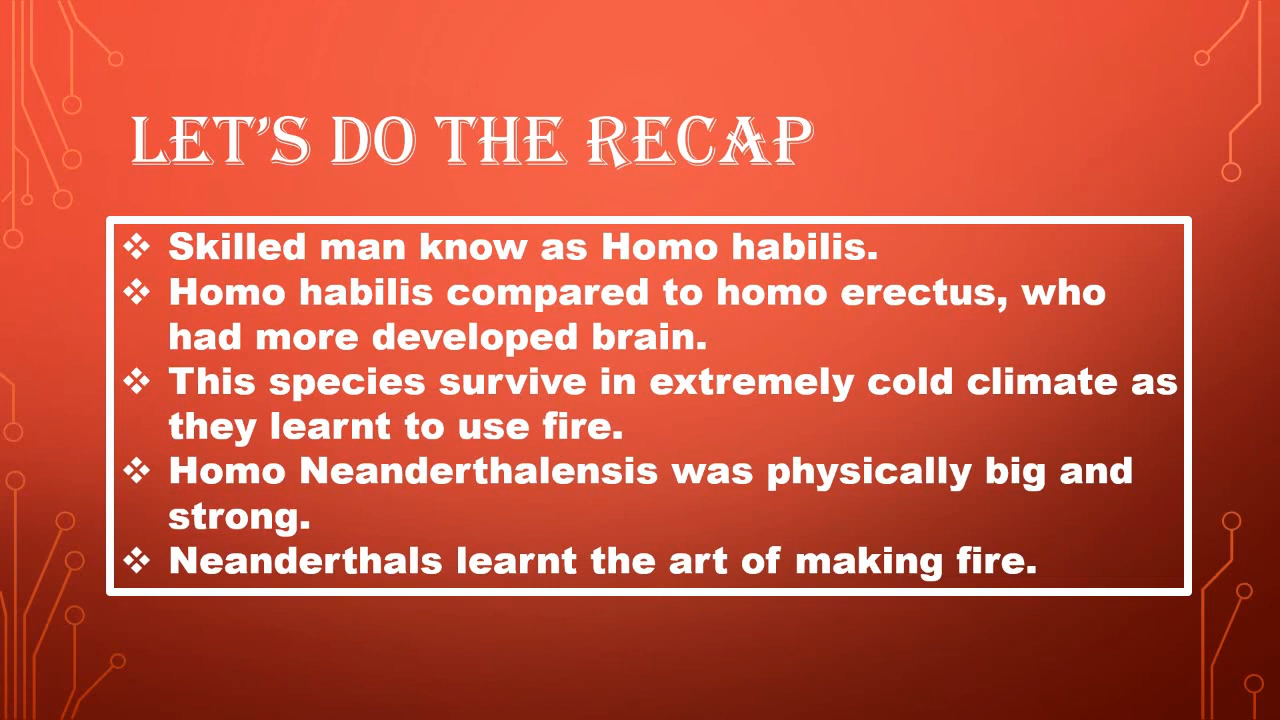 LET'S DO THE RECAP
❖ Skilled man know as Homo habilis.
❖ Homo habilis compared to homo erectus, who
had more developed brain.
❖ This species survive in extremely cold climate as
they learnt to use fire.
❖ Homo Neanderthalensis was physically big and
strong.
❖ Neanderthals learnt the art of making fire.